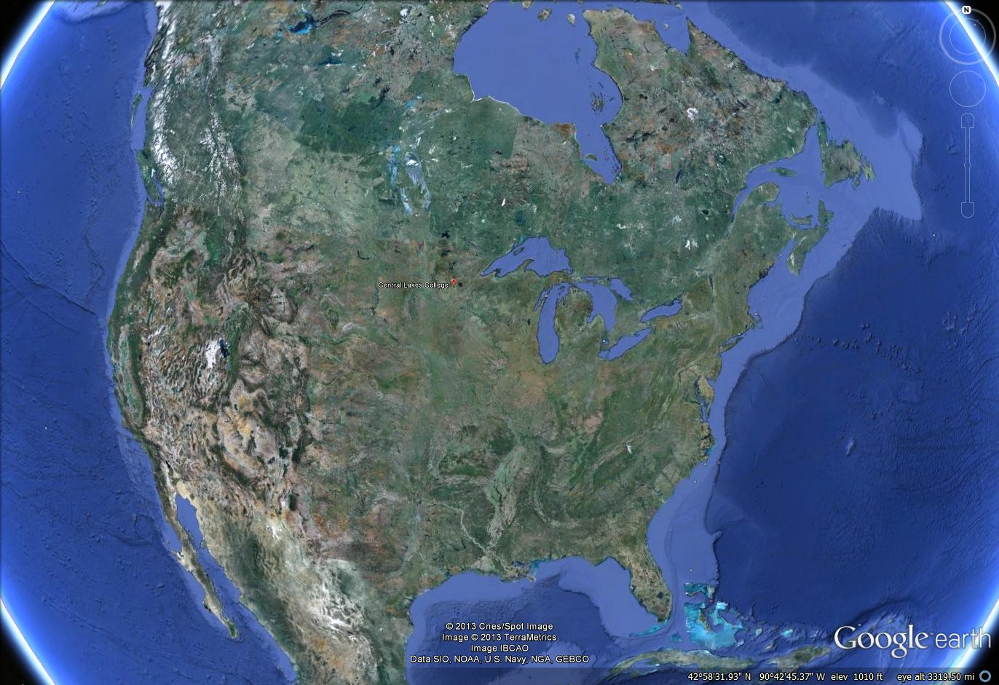 N
Central Lakes College
© 2013 Cnes/Spot Image
Image © 2013 TerraMetrics
Image IBCAO
Data SIO, NOAA, U.S. Navy, NGA, GEBCO
Google earth
42°58'31.93" N 90°42'45.37" W elev 1010 ft eye alt 3319.50 mi